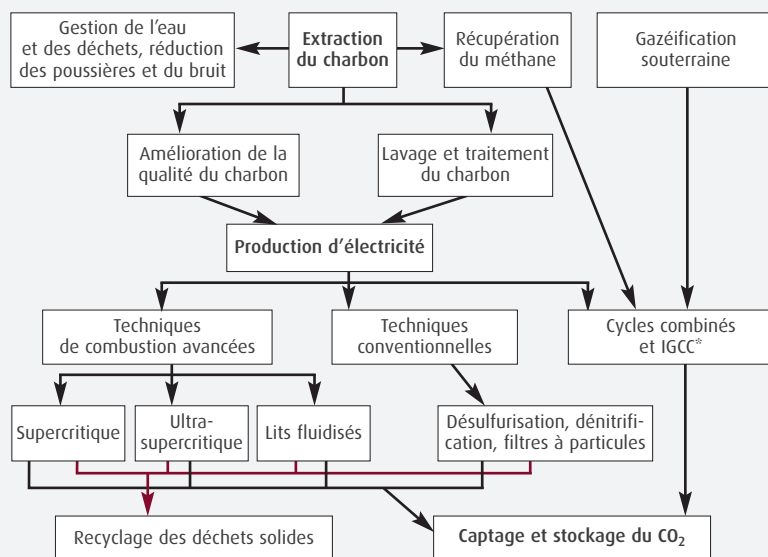 Gestion de l'eau
et des déchets, réduction
des poussières et du bruit
Extraction
du charbon
Récupération
du méthane
Gazéification
souterraine
Amélioration de la
qualité du charbon
Lavage et traitement
du charbon
Production d'électricité
Techniques
de combustion avancées
Techniques
conventionnelles
Cycles combinés
et IGCC*
Supercritique
Ultra-
supercritique
Lits fluidisés
Désulfurisation, dénitrifi-
cation, filtres à particules
Recyclage des déchets solides
Captage et stockage du CO₂